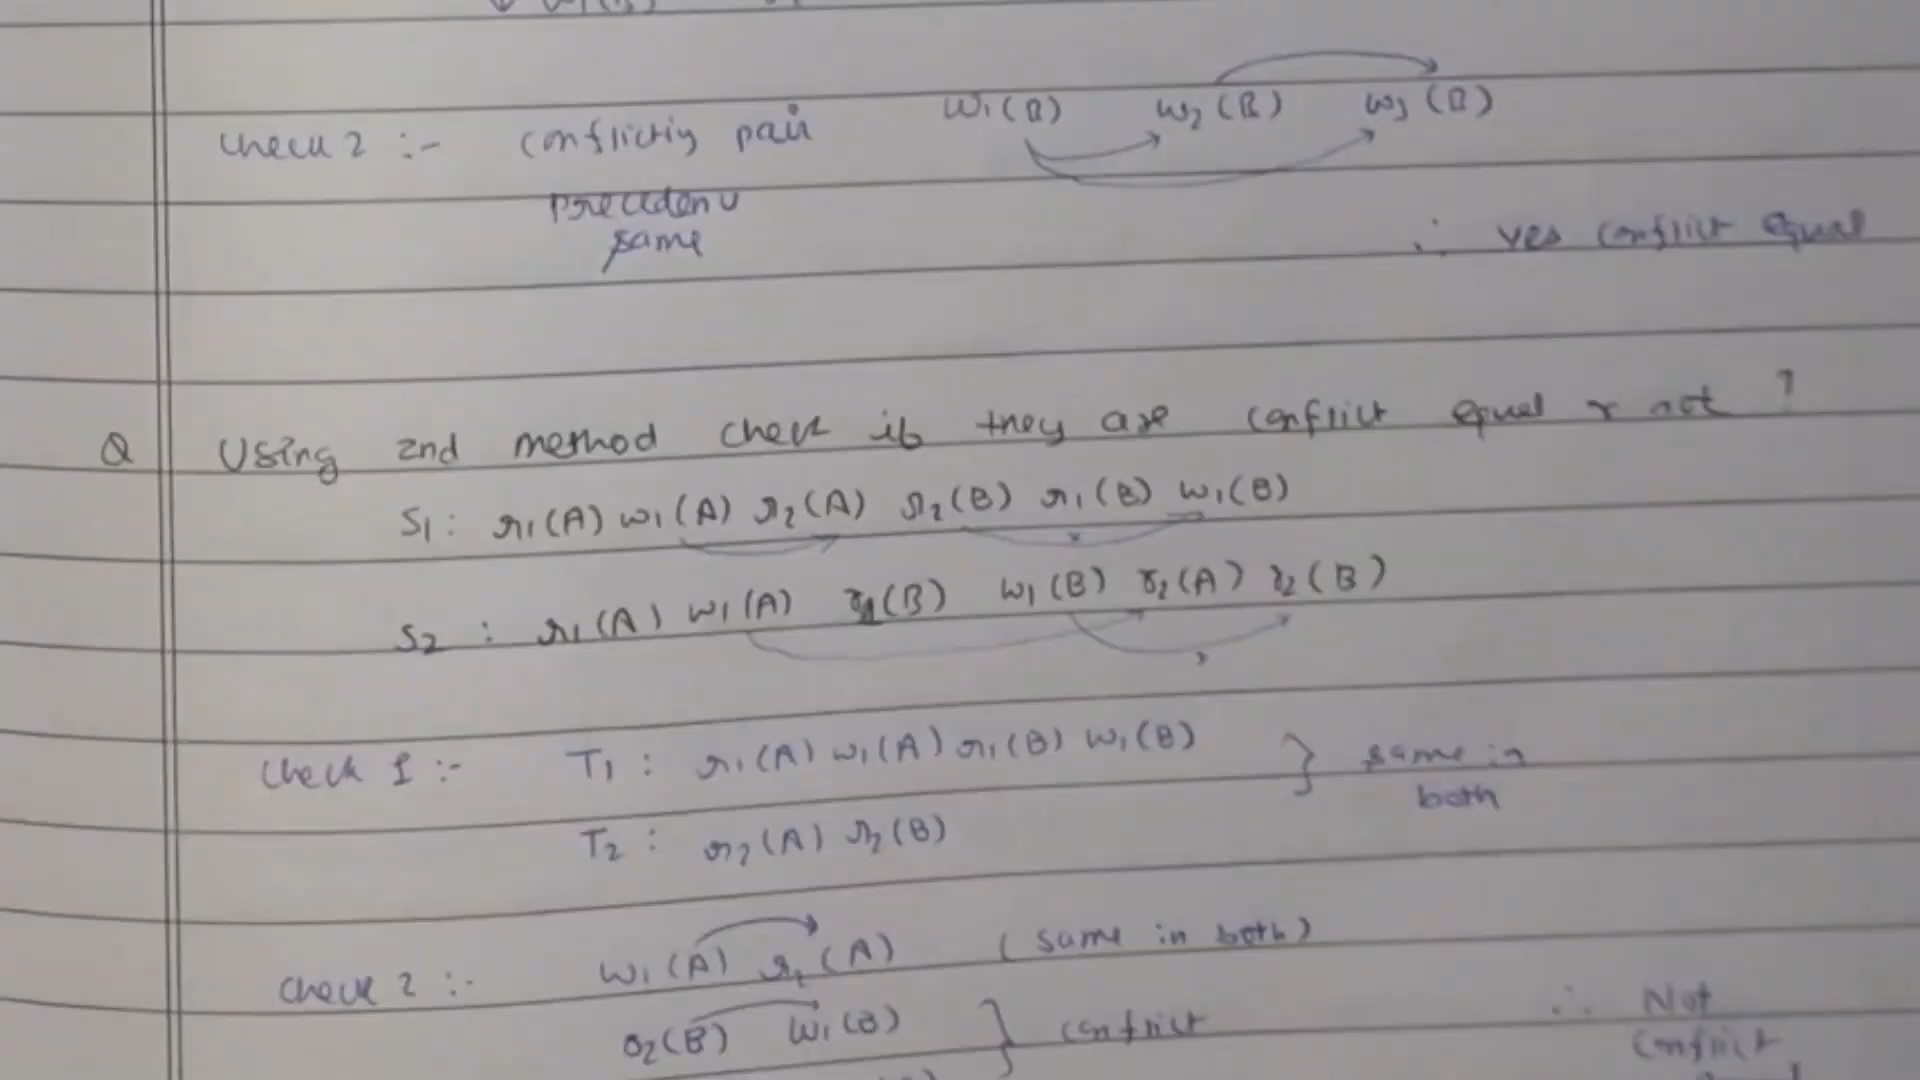 Check 2 :- conflicting pair W1(B) w2(B) w3(B)
precedence same
∴ yes conflict Equal
Q Using 2nd method check if they are conflict equal or not ?
S1 : r1(A) w1(A) r2(A) r2(B) r1(B) w1(B)
S2 : r1(A) w1(A) r1(B) w1(B) r2(A) r2(B)
Check 1 :- T1 : r1(A) w1(A) r1(B) w1(B) } same in both
T2 : r2(A) r2(B)
Check 2 :- W1(A) (A) (same in both)
r2(B) W1(B) } conflict
∴ Not conflict